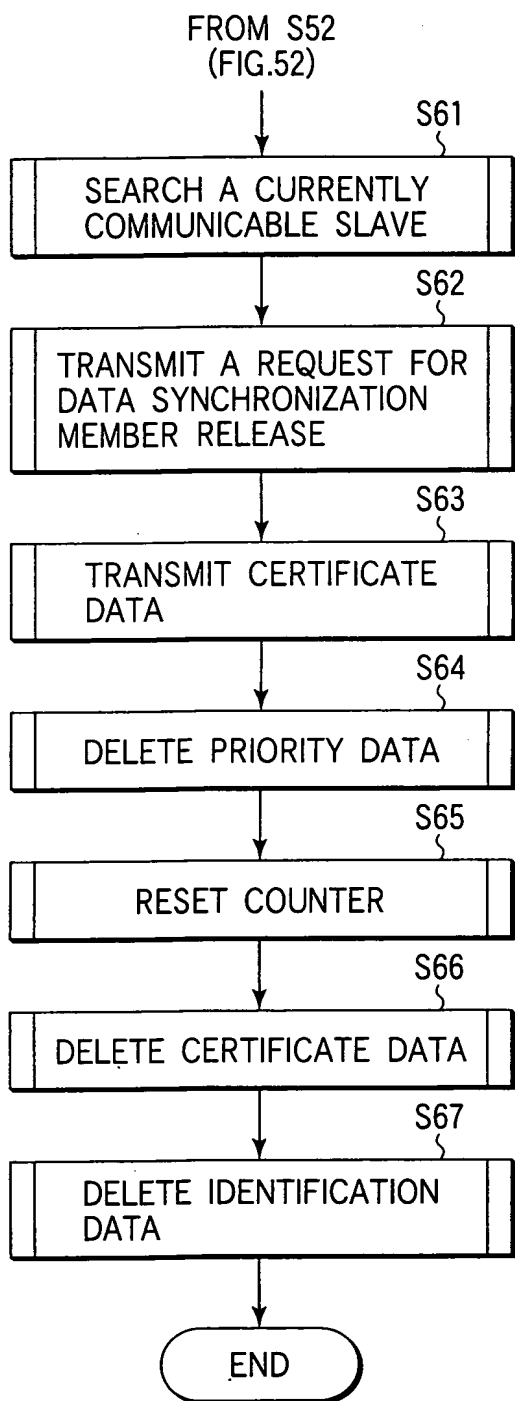 FROM S52
(FIG.52)
S61
SEARCH A CURRENTLY
COMMUNICABLE SLAVE
S62
TRANSMIT A REQUEST FOR
DATA SYNCHRONIZATION
MEMBER RELEASE
S63
TRANSMIT CERTIFICATE
DATA
S64
DELETE PRIORITY DATA
S65
RESET COUNTER
S66
DELETE CERTIFICATE DATA
S67
DELETE IDENTIFICATION
DATA
END